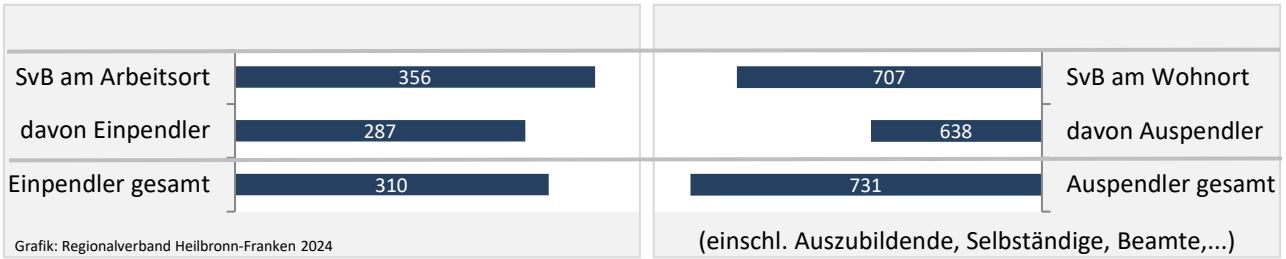 SvB am Arbeitsort 356 707 SvB am Wohnort
davon Einpendler 287 638 davon Auspendler
Einpendler gesamt 310 731 Auspendler gesamt
Grafik: Regionalverband Heilbronn-Franken 2024 (einschl. Auszubildende, Selbständige, Beamte,...)